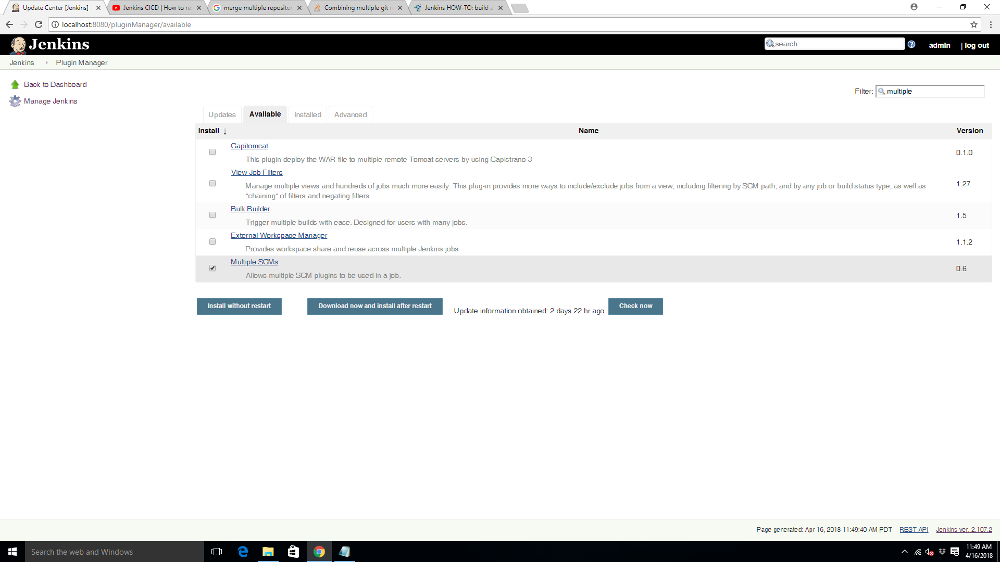 Update Center [Jenkins]
Jenkins CICD | How to re
merge multiple reposito
Combining multiple git r
Jenkins HOW-TO: build a
localhost:8080/pluginManager/available
Jenkins
search
admin
| log out
Jenkins
Plugin Manager
Back to Dashboard
Manage Jenkins
Filter:
multiple
Updates
Available
Installed
Advanced
Install ↓
Name
Version
Capitomcat
This plugin deploy the WAR file to multiple remote Tomcat servers by using Capistrano 3
0.1.0
View Job Filters
Manage multiple views and hundreds of jobs much more easily. This plug-in provides more ways to include/exclude jobs from a view, including filtering by SCM path, and by any job or build status type, as well as
"chaining" of filters and negating filters.
1.27
Bulk Builder
Trigger multiple builds with ease. Designed for users with many jobs.
1.5
External Workspace Manager
Provides workspace share and reuse across multiple Jenkins jobs
1.1.2
Multiple SCMs
Allows multiple SCM plugins to be used in a job.
0.6
Install without restart
Download now and install after restart
Update information obtained: 2 days 22 hr ago
Check now
Page generated: Apr 16, 2018 11:49:40 AM PDT
REST API
Jenkins ver. 2.107.2
Search the web and Windows
11:49 AM
4/16/2018